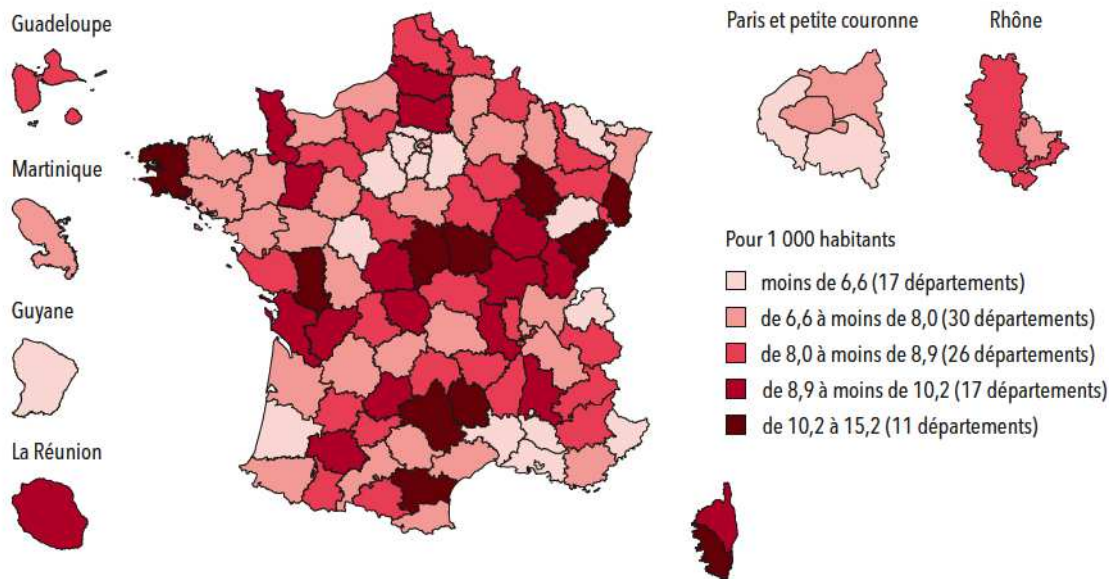 Guadeloupe
Martinique
Guyane
La Réunion
Paris et petite couronne
Rhône
Pour 1 000 habitants
moins de 6,6 (17 départements)
de 6,6 à moins de 8,0 (30 départements)
de 8,0 à moins de 8,9 (26 départements)
de 8,9 à moins de 10,2 (17 départements)
de 10,2 à 15,2 (11 départements)